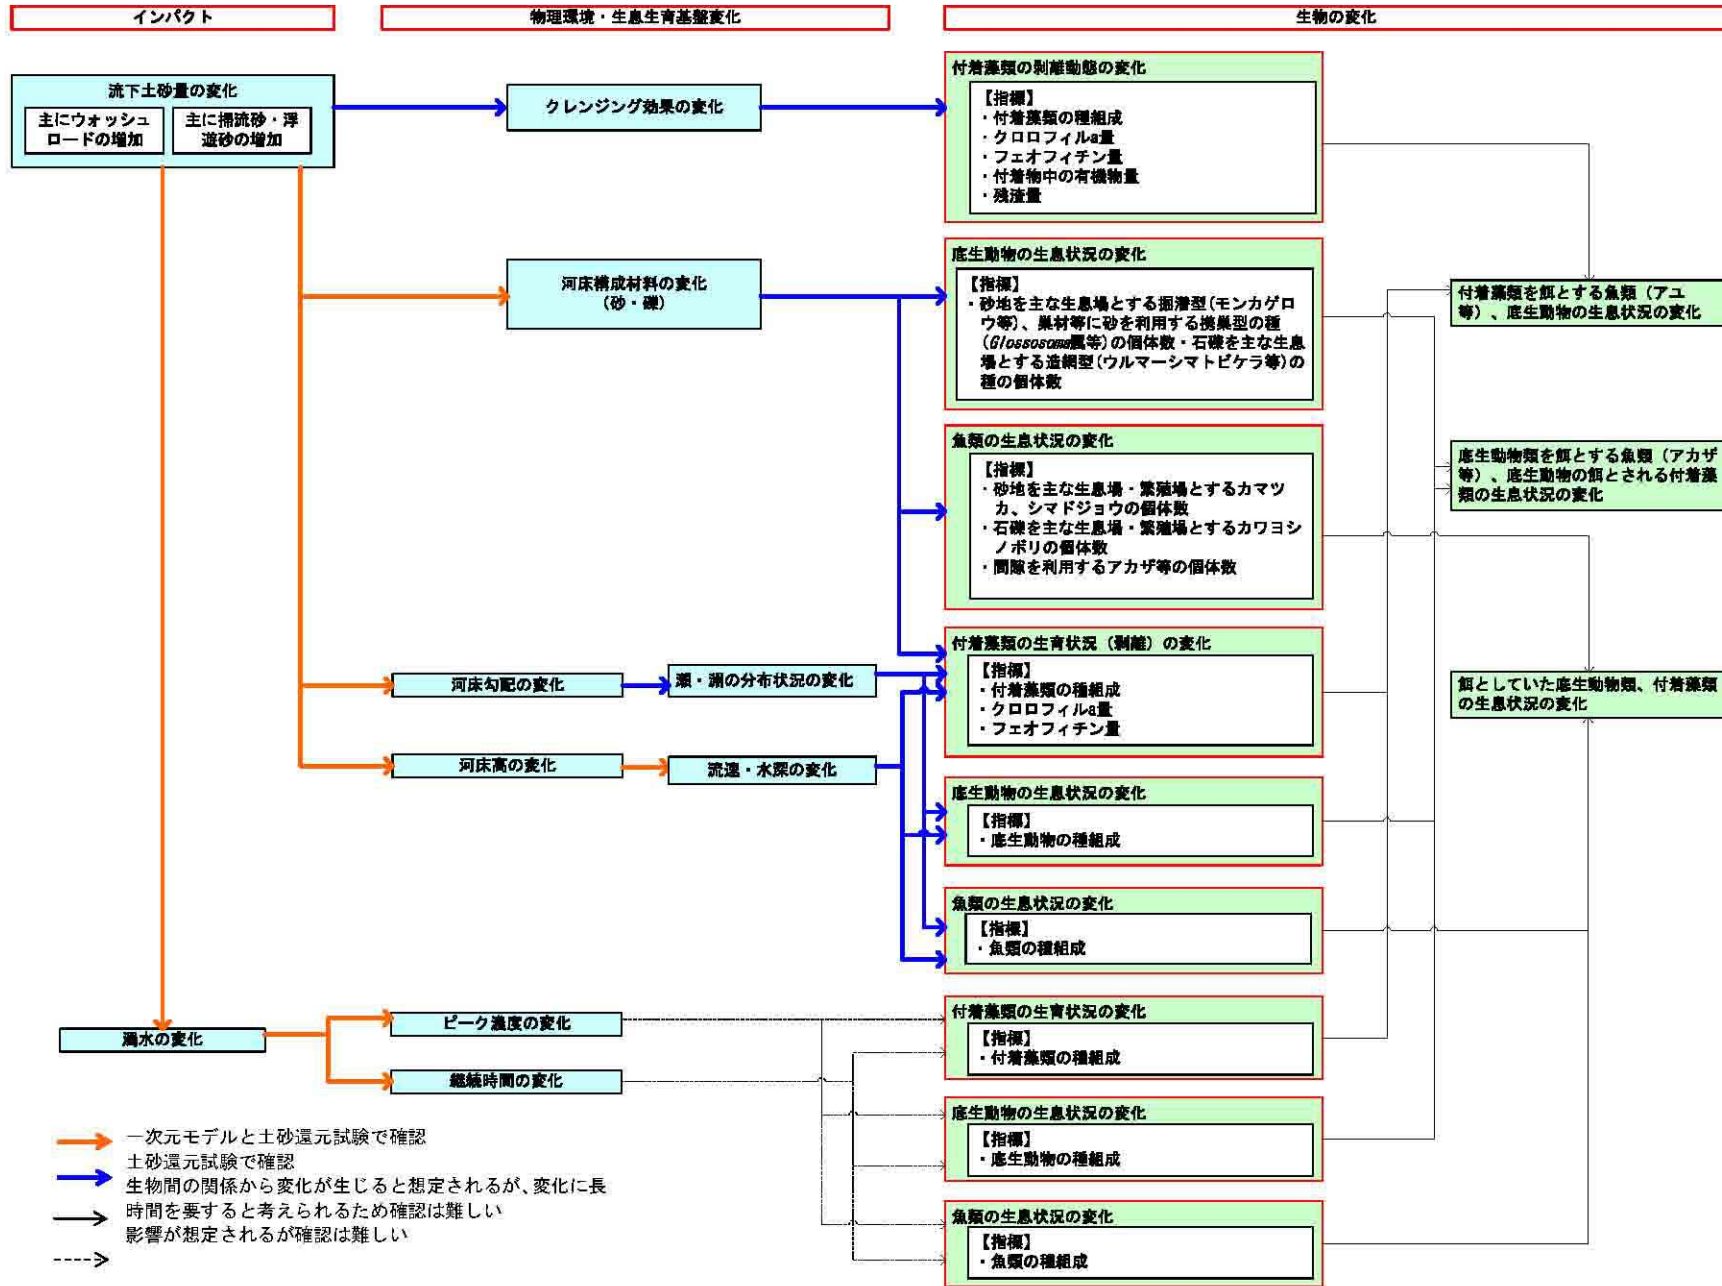 インパクト
物理環境・生息生育基盤変化
生物の変化
流下土砂量の変化
主にウォッシュ
ロードの増加
主に掃流砂・浮
遊砂の増加
クレンジング効果の変化
付着藻類の剥離動態の変化
【指標】
・付着藻類の種組成
・クロロフィルa量
・フェオフィチン量
・付着物中の有機物量
・残渣量
河床構成材料の変化
(砂・礫)
底生動物の生息状況の変化
【指標】
・砂地を主な生息場とする掘潜型(モンカゲロ
ウ等)、巣材等に砂を利用する携巣型の種
(Glossosoma属等)の個体数・石礫を主な生息
場とする造網型(ウルマーシマトビケラ等)の
種の個体数
付着藻類を餌とする魚類(アユ
等)、底生動物の生息状況の変化
魚類の生息状況の変化
【指標】
・砂地を主な生息場・繁殖場とするカマツ
カ、シマドジョウの個体数
・石礫を主な生息場・繁殖場とするカワヨシ
ノボリの個体数
・間隙を利用するアカザ等の個体数
底生動物類を餌とする魚類(アカザ
等)、底生動物の餌とされる付着藻
類の生息状況の変化
河床勾配の変化
瀬・淵の分布状況の変化
付着藻類の生育状況(剥離)の変化
【指標】
・付着藻類の種組成
・クロロフィルa量
・フェオフィチン量
餌としていた底生動物類、付着藻類
の生息状況の変化
河床高の変化
流速・水深の変化
底生動物の生息状況の変化
【指標】
・底生動物の種組成
魚類の生息状況の変化
【指標】
・魚類の種組成
濁水の変化
ピーク濃度の変化
継続時間の変化
付着藻類の生育状況の変化
【指標】
・付着藻類の種組成
底生動物の生息状況の変化
【指標】
・底生動物の種組成
魚類の生息状況の変化
【指標】
・魚類の種組成
一次元モデルと土砂還元試験で確認
土砂還元試験で確認
生物間の関係から変化が生じると想定されるが、変化に長
時間を要すると考えられるため確認は難しい
影響が想定されるが確認は難しい